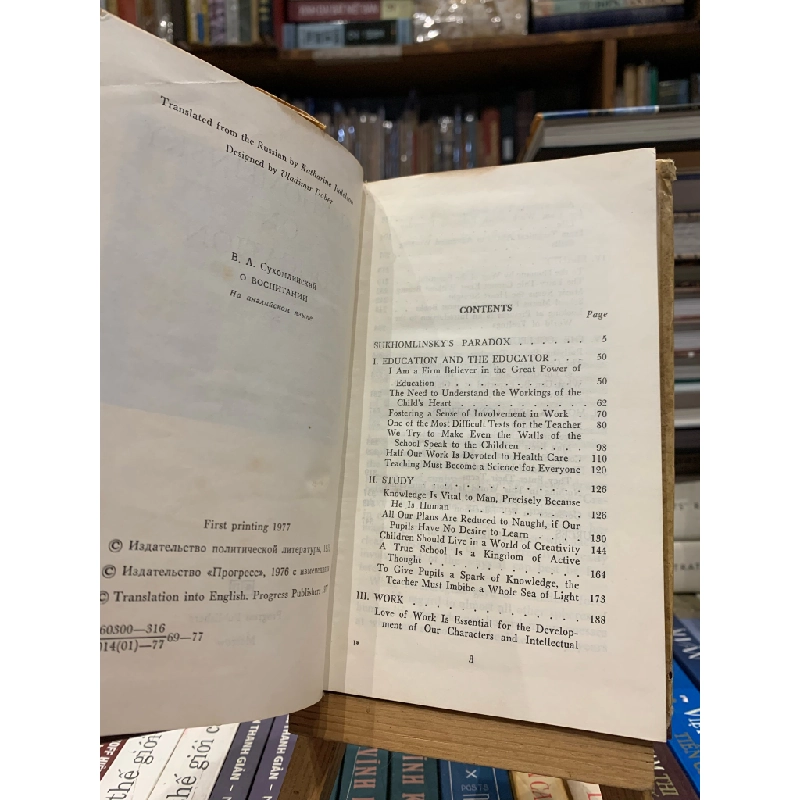 Translated from the Russian by Katharine
Designed by Vladimir
В. А. Сухомлинский
О ВОСПИТАНИИ
На английском языке
First printing 1977
© Издательство политической литературы,
© Издательство «Прогресс», 1976 с
© Translation into English. Progress Publishers
60300—316
014(01)—77 69—77
CONTENTS
Page
SUKHOMLINSKY'S PARADOX . . . . . . 5
I. EDUCATION AND THE EDUCATOR . . . 50
I Am a Firm Believer in the Great Power of
Education . . . . . . . . . 50
The Need to Understand the Workings of the
Child's Heart . . . . . . . . . 62
Fostering a Sense of Involvement in Work . . 70
One of the Most Difficult Tests for the Teacher 80
We Try to Make Even the Walls of the
School Speak to the Children . . . . . 98
Half Our Work Is Devoted to Health Care . 110
Teaching Must Become a Science for Everyone 120
II. STUDY . . . . . . . . . . . . 126
Knowledge Is Vital to Man, Precisely Because
He Is Human . . . . . . . . . 126
All Our Plans Are Reduced to Naught, if Our
Pupils Have No Desire to Learn . . . . 130
Children Should Live in a World of Creativity 144
A True School Is a Kingdom of Active
Thought . . . . . . . . . . . 164
To Give Pupils a Spark of Knowledge, the
Teacher Must Imbibe a Whole Sea of Light 173
III. WORK . . . . . . . . . . . . 188
Love of Work Is Essential for the Develop-
ment of Our Characters and Intellectual
3
thế giới
thế giới c
THANH GIẢN
THANH GIẢN